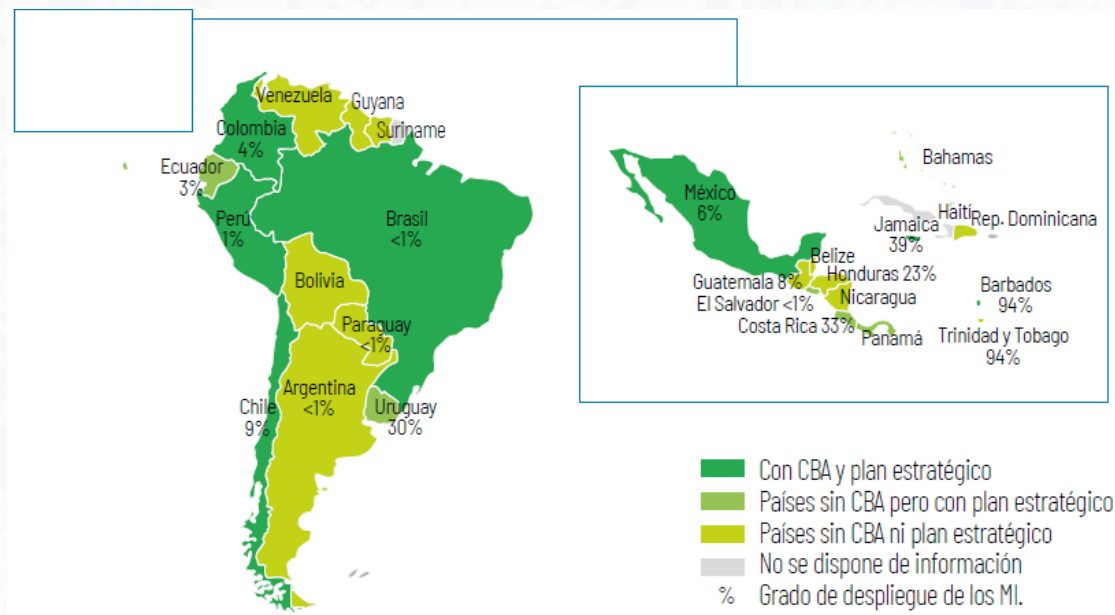 Venezuela
Guyana
Suriname
Colombia
4%
Ecuador
3%
Perú
1%
Brasil
<1%
Bolivia
Paraguay
<1%
Argentina
<1%
Chile
9%
Uruguay
30%
México
6%
Bahamas
Haití
Rep. Dominicana
Jamaica
39%
Belize
Guatemala 8%
Honduras 23%
El Salvador <1%
Nicaragua
Costa Rica 33%
Panamá
Barbados
94%
Trinidad y Tobago
94%
Con CBA y plan estratégico
Países sin CBA pero con plan estratégico
Países sin CBA ni plan estratégico
No se dispone de información
% Grado de despliegue de los MI.